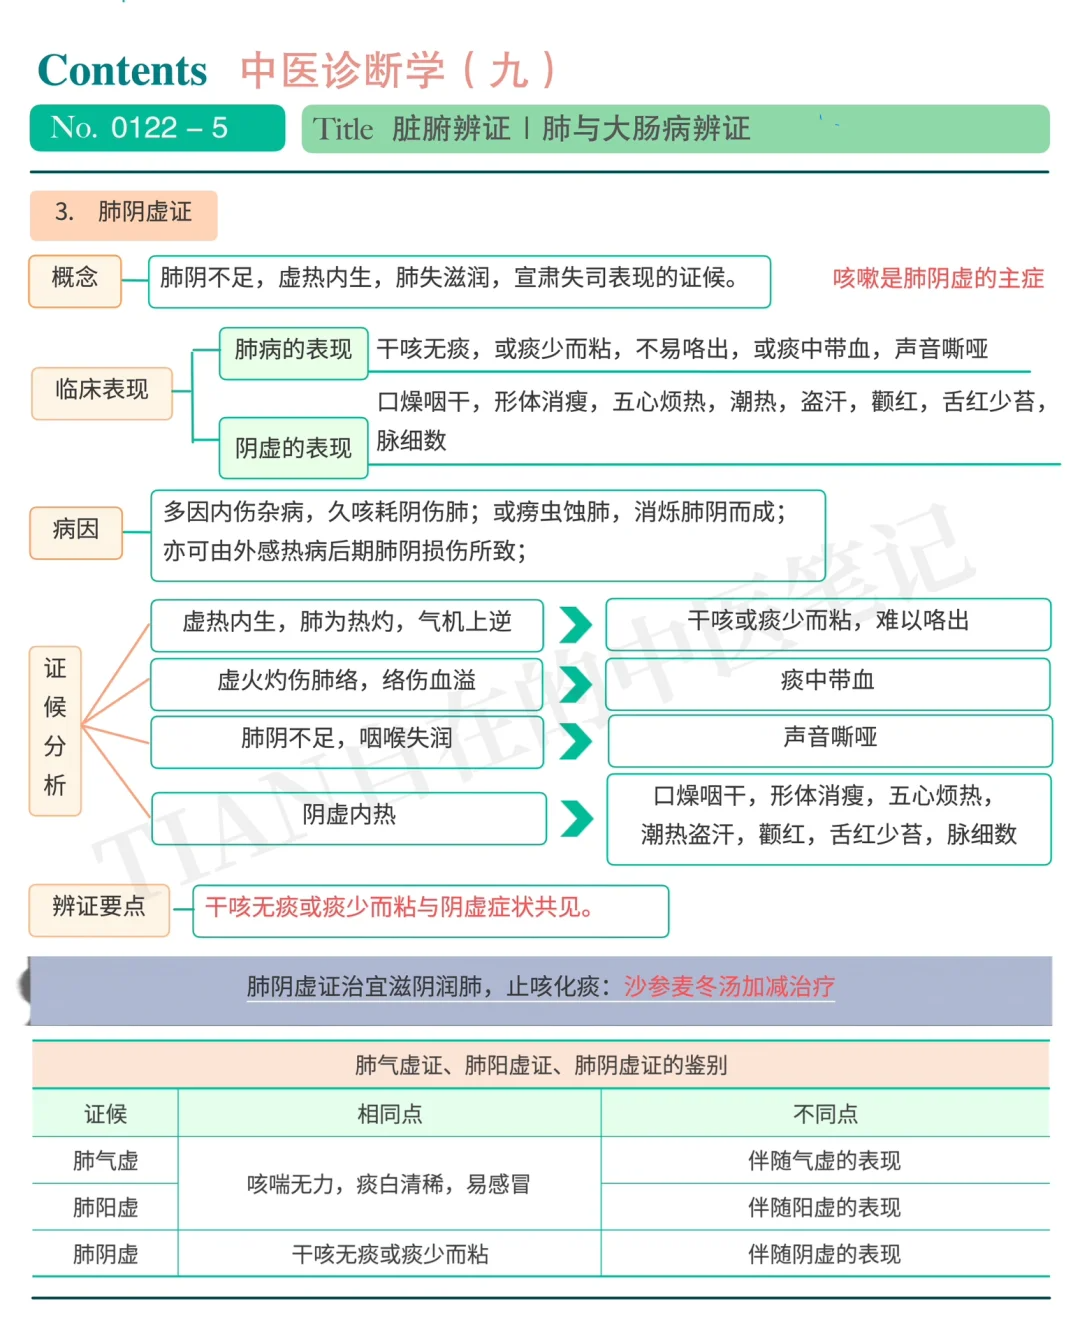 Contents 中医诊断学（九）
No. 0122 – 5
Title 脏腑辨证｜肺与大肠病辨证
3. 肺阴虚证
概念
肺阴不足，虚热内生，肺失滋润，宣肃失司表现的证候。
咳嗽是肺阴虚的主症
临床表现
肺病的表现
干咳无痰，或痰少而粘，不易咯出，或痰中带血，声音嘶哑
阴虚的表现
口燥咽干，形体消瘦，五心烦热，潮热，盗汗，颧红，舌红少苔，
脉细数
病因
多因内伤杂病，久咳耗阴伤肺；或痨虫蚀肺，消烁肺阴而成；
亦可由外感热病后期肺阴损伤所致；
证
候
分
析
虚热内生，肺为热灼，气机上逆
干咳或痰少而粘，难以咯出
虚火灼伤肺络，络伤血溢
痰中带血
肺阴不足，咽喉失润
声音嘶哑
阴虚内热
口燥咽干，形体消瘦，五心烦热，
潮热盗汗，颧红，舌红少苔，脉细数
辨证要点
干咳无痰或痰少而粘与阴虚症状共见。
肺阴虚证治宜滋阴润肺，止咳化痰：沙参麦冬汤加减治疗
肺气虚证、肺阳虚证、肺阴虚证的鉴别
证候 相同点 不同点
肺气虚 伴随气虚的表现
咳喘无力，痰白清稀，易感冒
肺阳虚 伴随阳虚的表现
肺阴虚 干咳无痰或痰少而粘 伴随阴虚的表现
TIAN自在的中医笔记